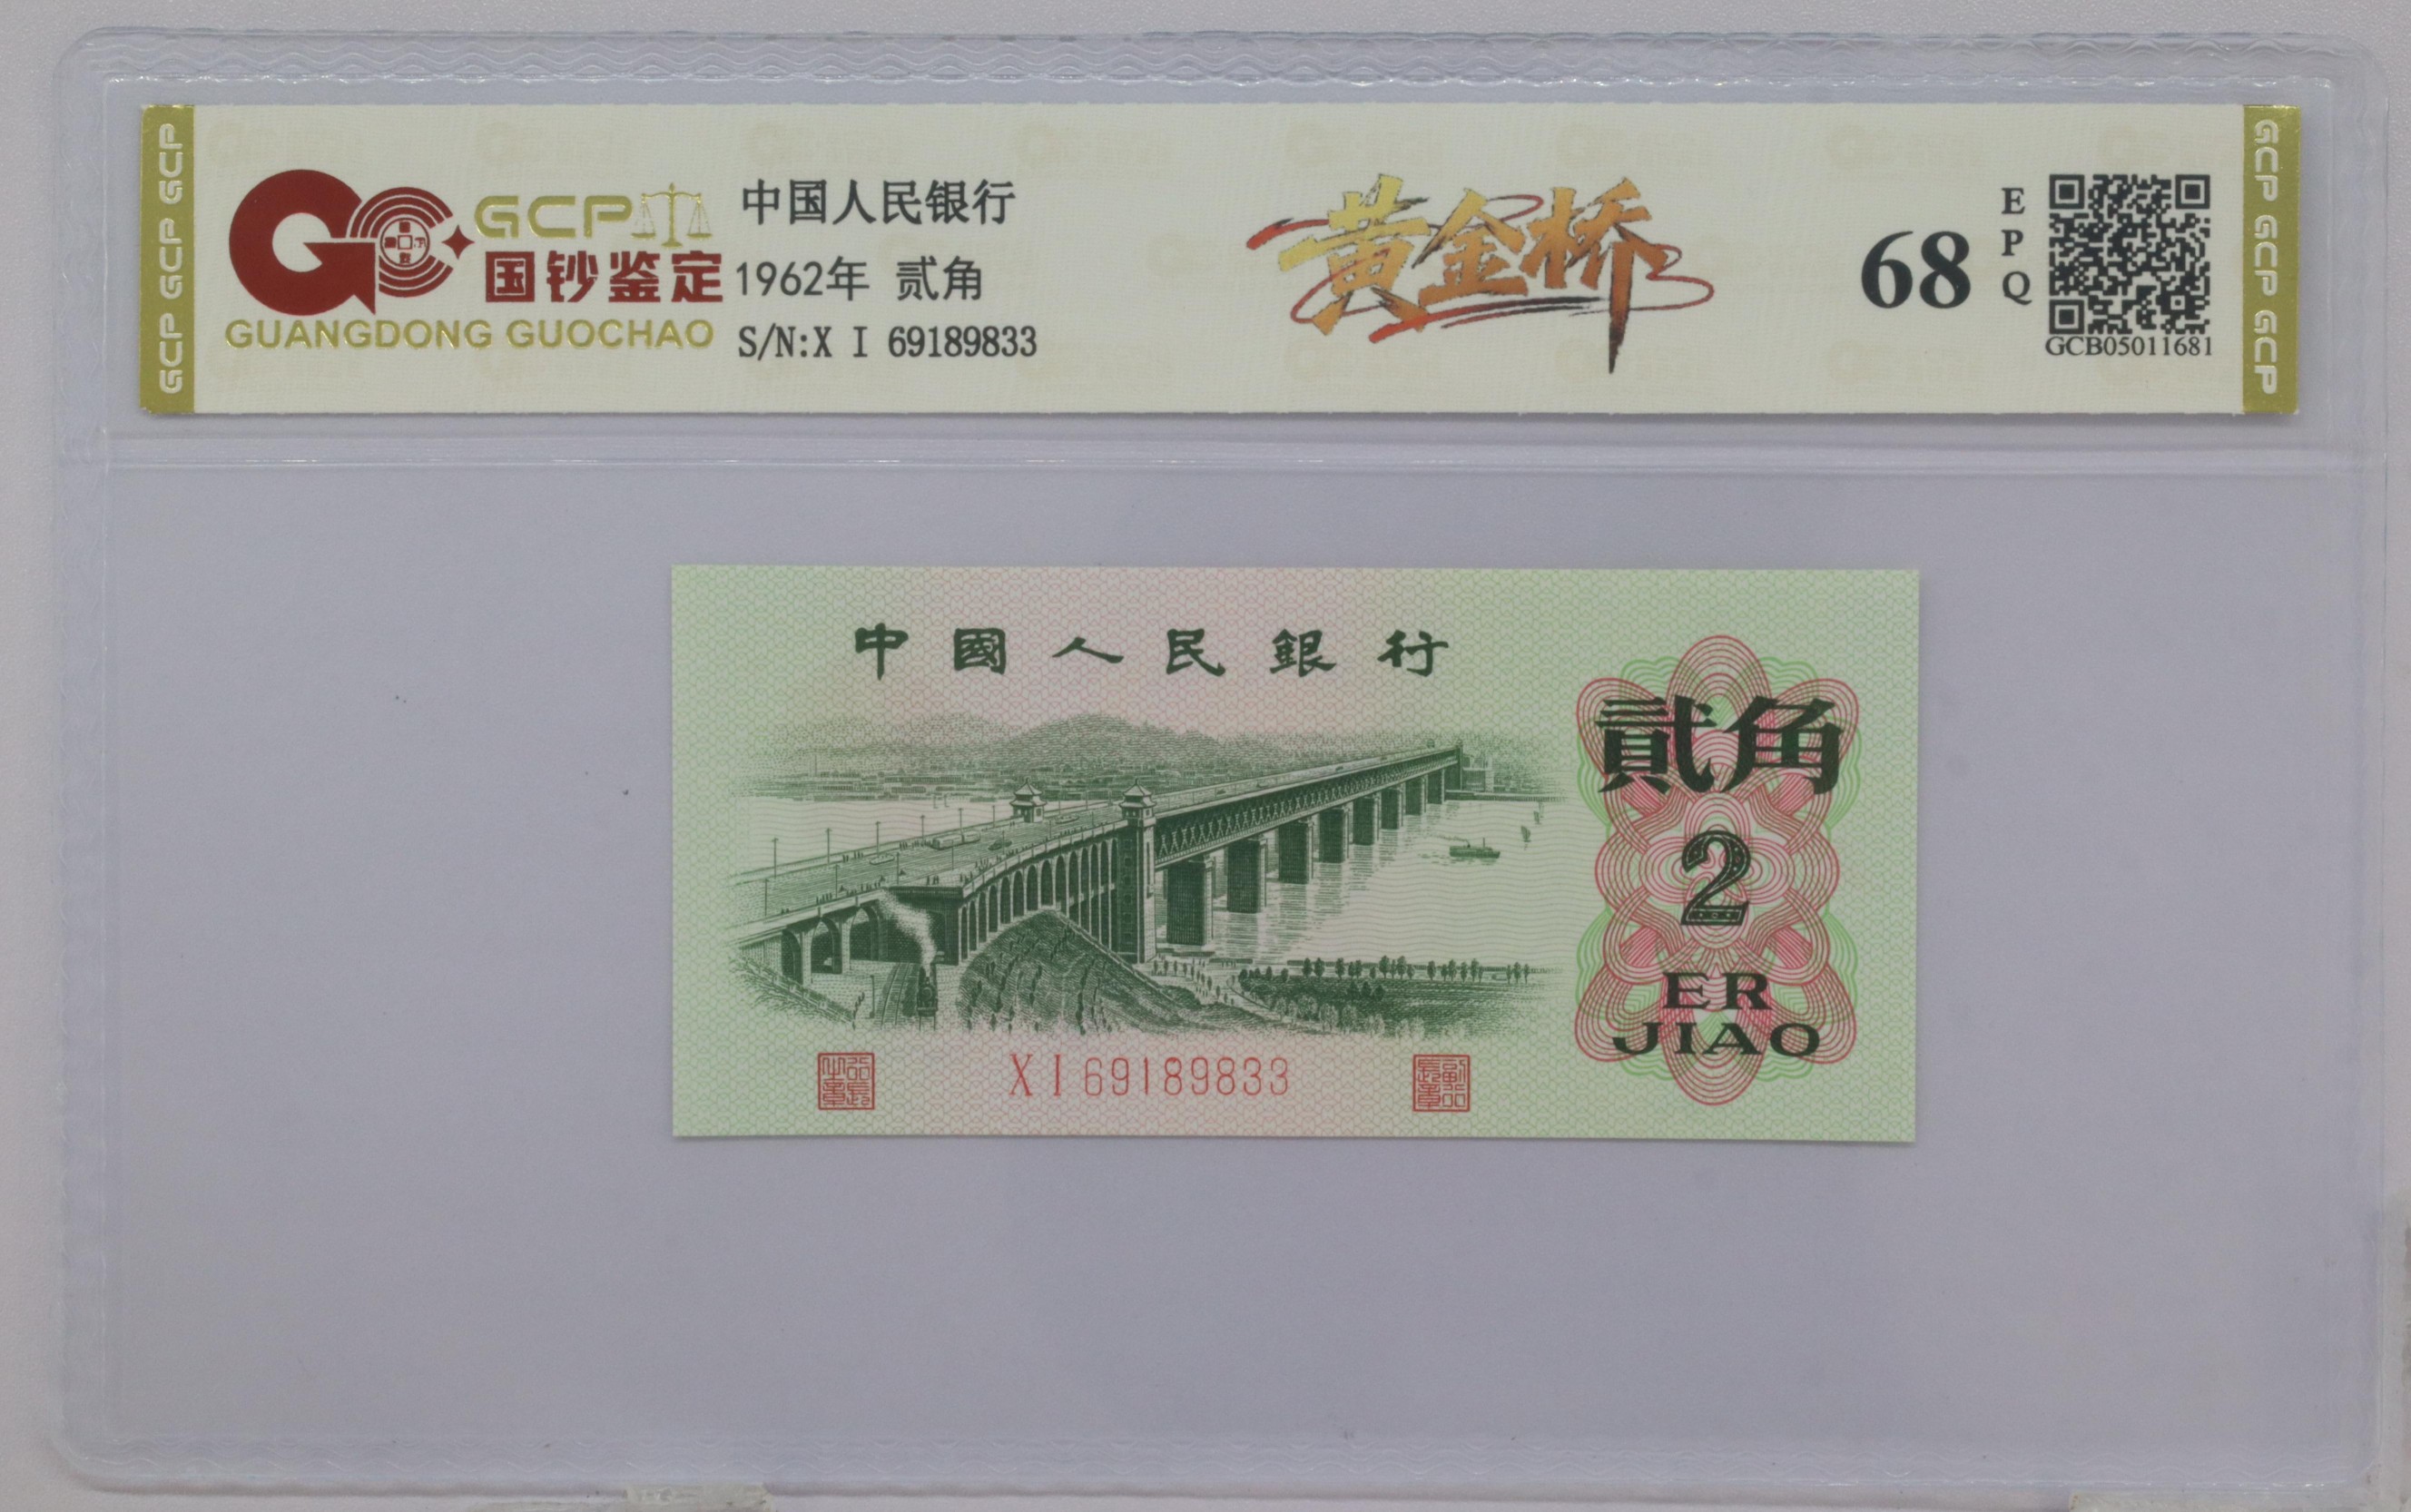 GCP GCP GCP
GCP
国钞鉴定
GUANGDONG GUOCHAO
中国人民银行
1962年 贰角
S/N:X I 69189833
黄金桥
68
EPQ
GCB05011681
GCP GCP GCP
中國人民銀行
貳角
2
ER
JIAO
X I 69189833